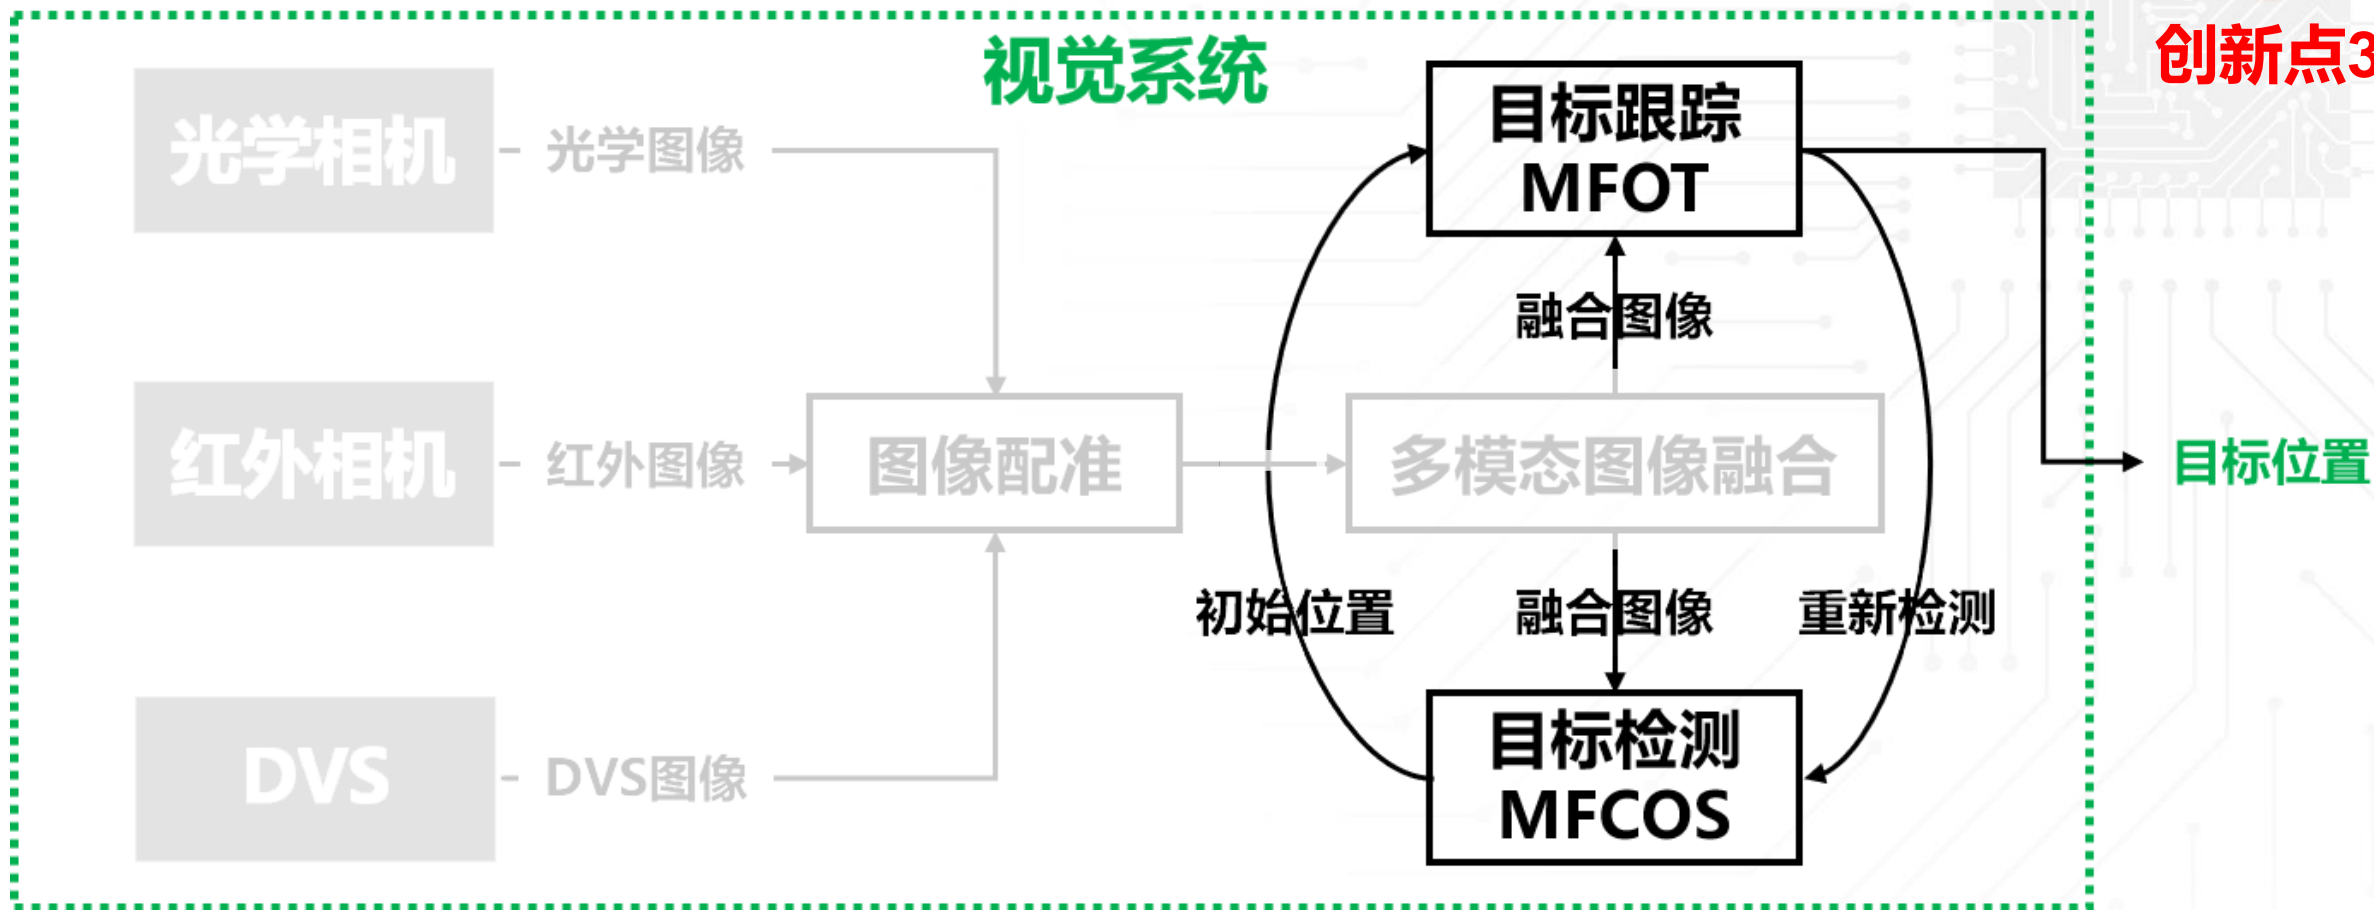 视觉系统
创新点3
光学相机
光学图像
目标跟踪
MFOT
融合图像
红外相机
红外图像
图像配准
多模态图像融合
目标位置
初始位置
融合图像
重新检测
DVS
DVS图像
目标检测
MFCOS